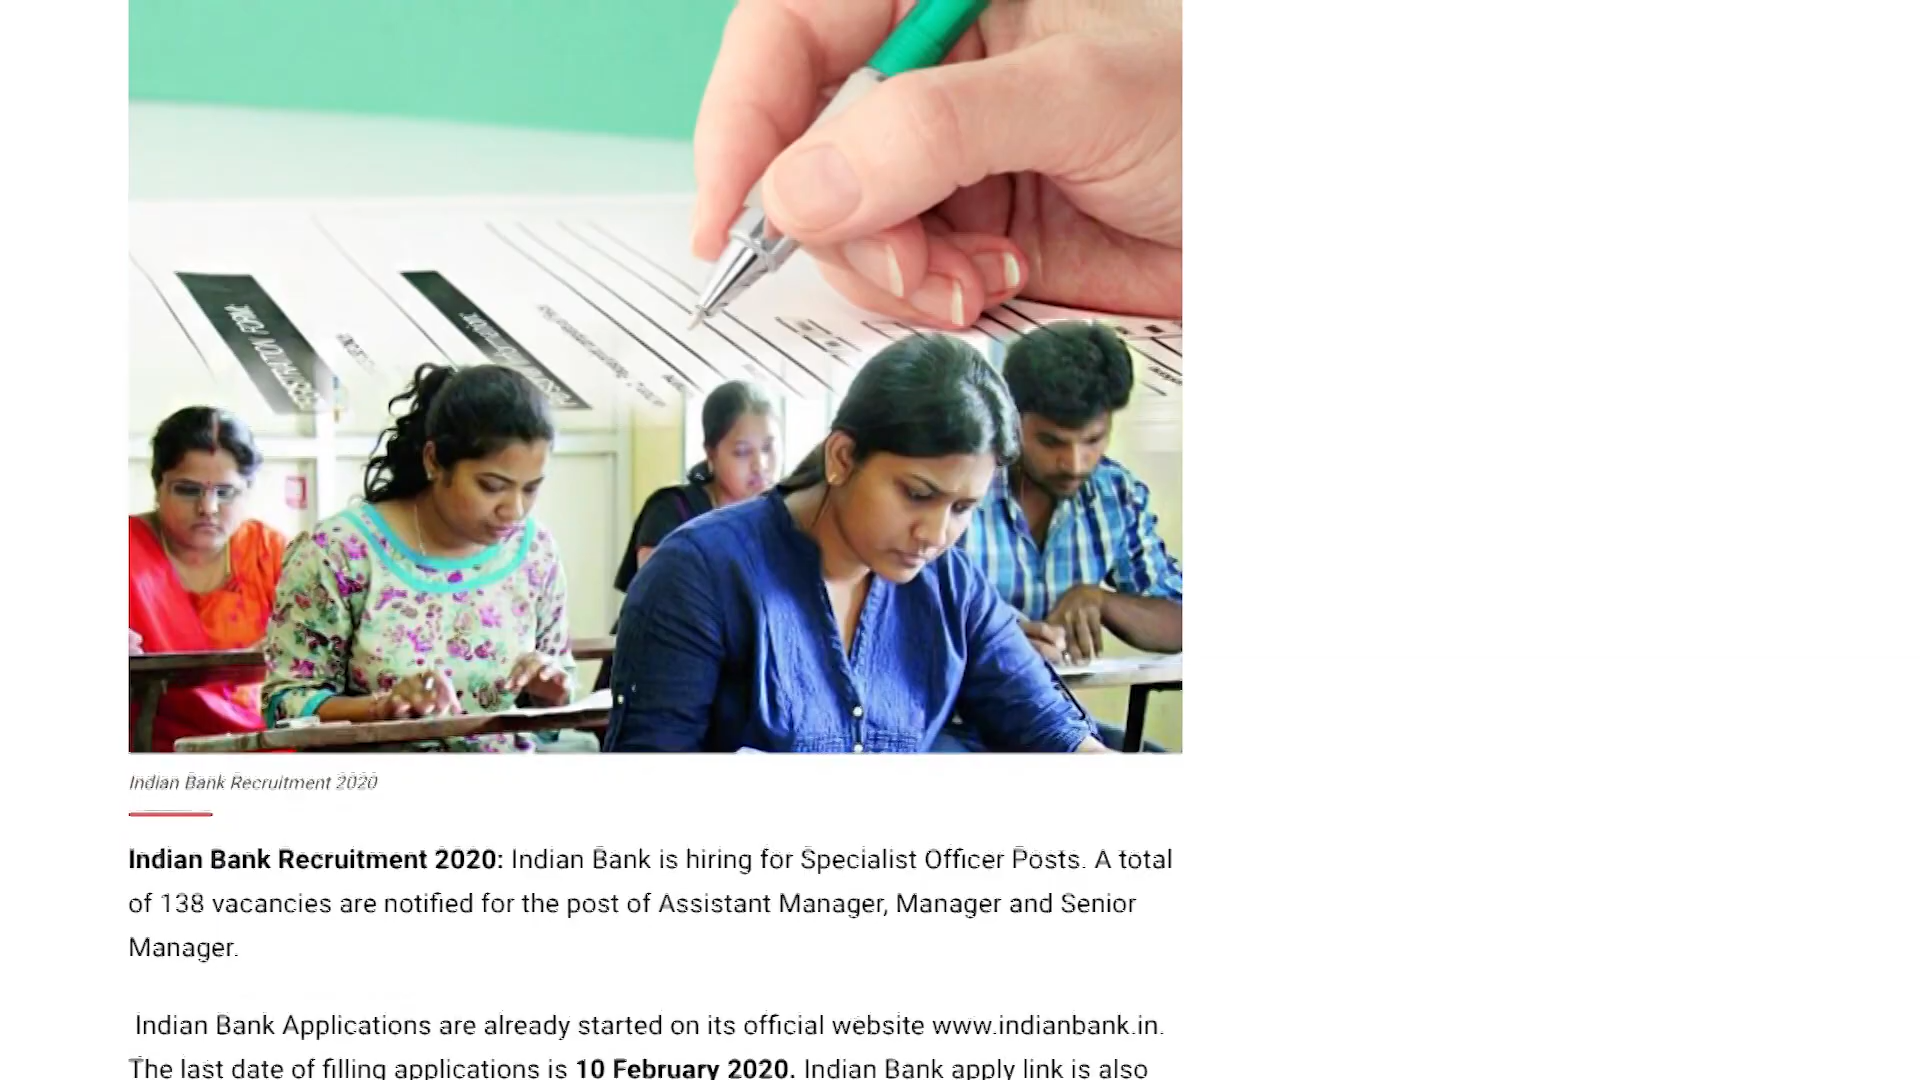 Indian Bank Recruitment 2020
Indian Bank Recruitment 2020: Indian Bank is hiring for Specialist Officer Posts. A total
of 138 vacancies are notified for the post of Assistant Manager, Manager and Senior
Manager.
Indian Bank Applications are already started on its official website www.indianbank.in.
The last date of filling applications is 10 February 2020. Indian Bank apply link is also